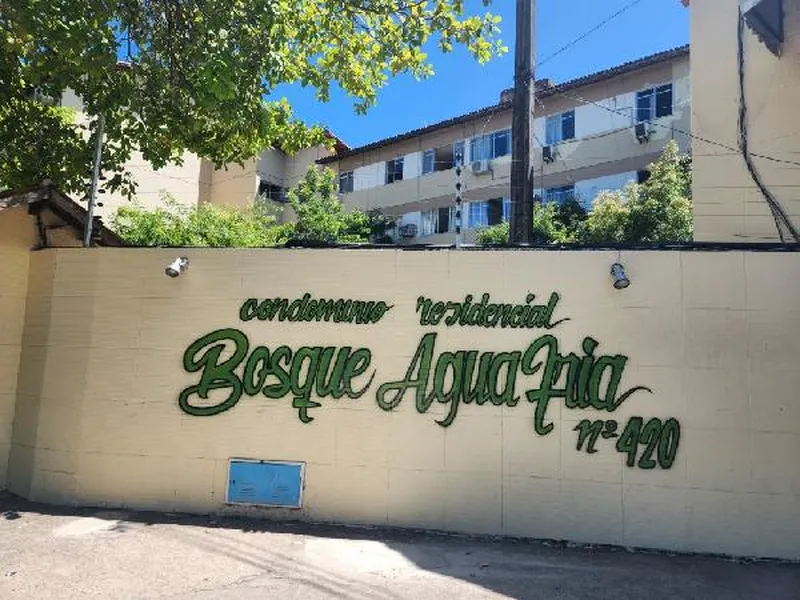 condominio residencial
Bosque Agua Fria
nº 420